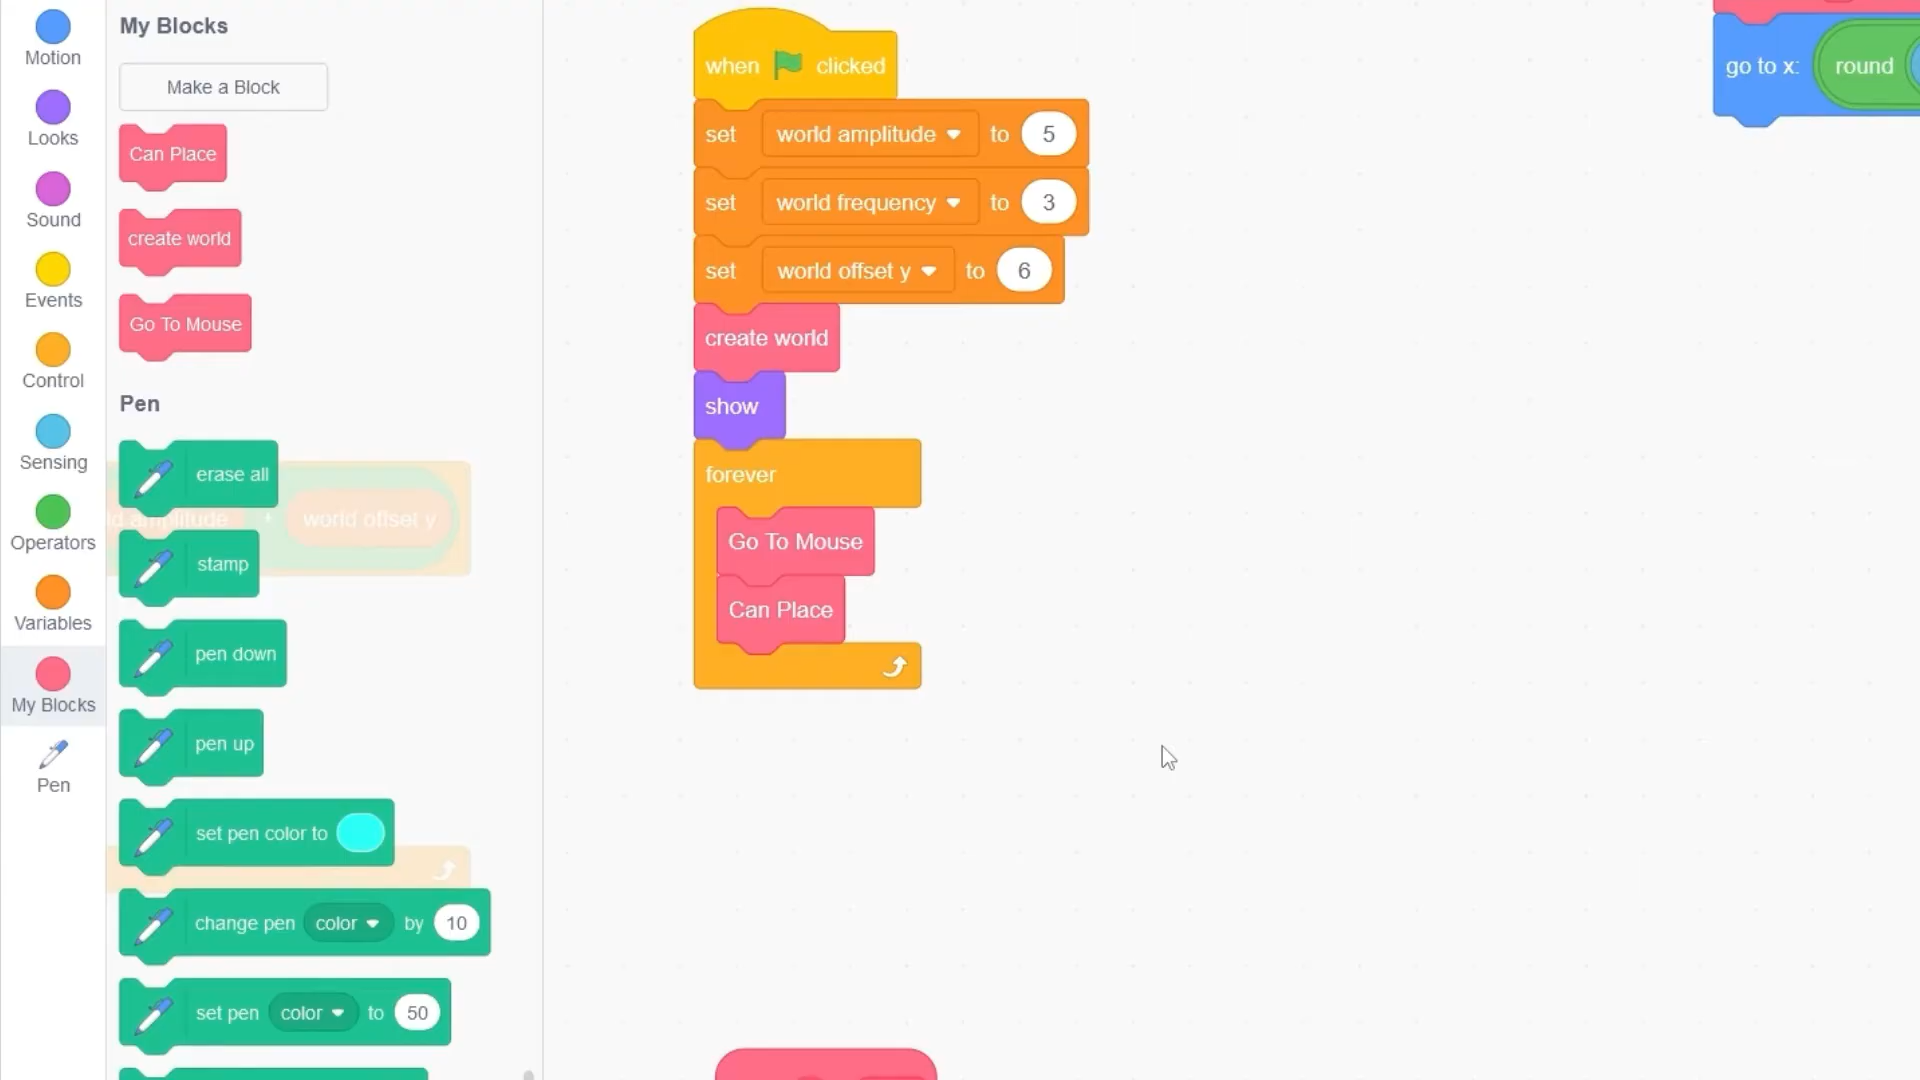 Motion
Looks
Sound
Events
Control
Sensing
Operators
Variables
My Blocks
Pen
My Blocks
Make a Block
Can Place
create world
Go To Mouse
Pen
erase all
amplitude + world offset y
stamp
pen down
pen up
set pen color to
change pen color by 10
set pen color to 50
when clicked
set world amplitude to 5
set world frequency to 3
set world offset y to 6
create world
show
forever
Go To Mouse
Can Place
go to x: round